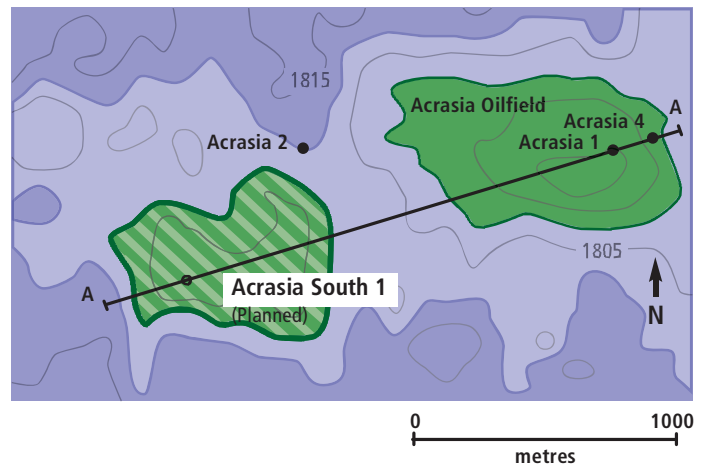 1815
Acrasia Oilfield
A
Acrasia 4
Acrasia 2
Acrasia 1
1805
A
Acrasia South 1
(Planned)
N
0
1000
metres